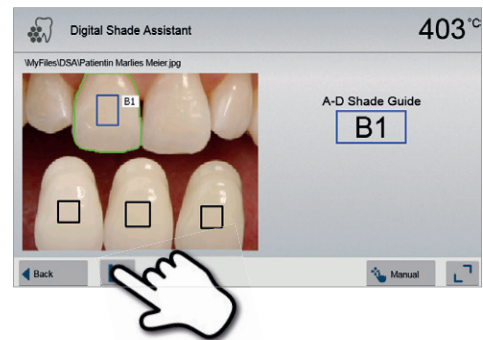 Digital Shade Assistant
403°C
\MyFiles\DSA\Patientin Marlies Meier.jpg
B1
A-D Shade Guide
B1
Back
Manual